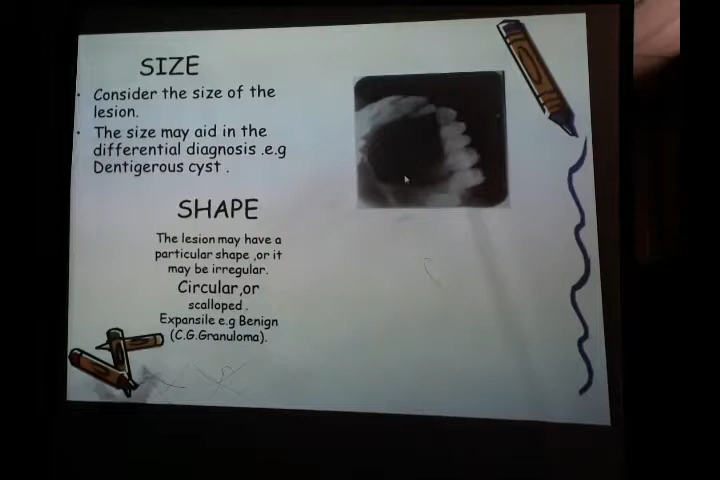 SIZE
• Consider the size of the
lesion.
• The size may aid in the
differential diagnosis .e.g
Dentigerous cyst .
SHAPE
The lesion may have a
particular shape ,or it
may be irregular.
Circular,or
scalloped .
Expansile e.g Benign
(C.G.Granuloma).